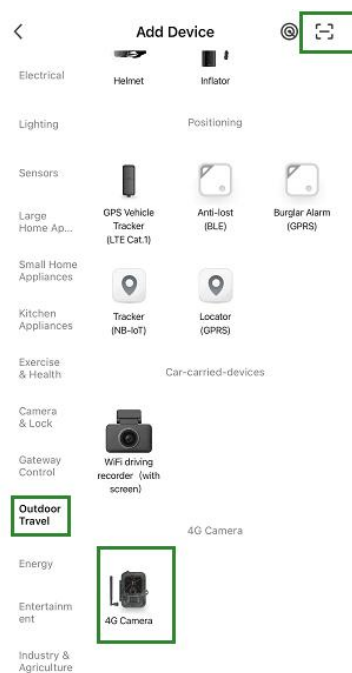 Add Device
Electrical
Lighting
Sensors
Large
Home Ap...
Small Home
Appliances
Kitchen
Appliances
Exercise
& Health
Camera
& Lock
Gateway
Control
Outdoor
Travel
Energy
Entertainm
ent
Industry &
Agriculture
Helmet
Inflator
Positioning
GPS Vehicle
Tracker
(LTE Cat.1)
Anti-lost
(BLE)
Burglar Alarm
(GPRS)
Tracker
(NB-IoT)
Locator
(GPRS)
Car-carried-devices
WiFi driving
recorder（with
screen)
4G Camera
4G Camera